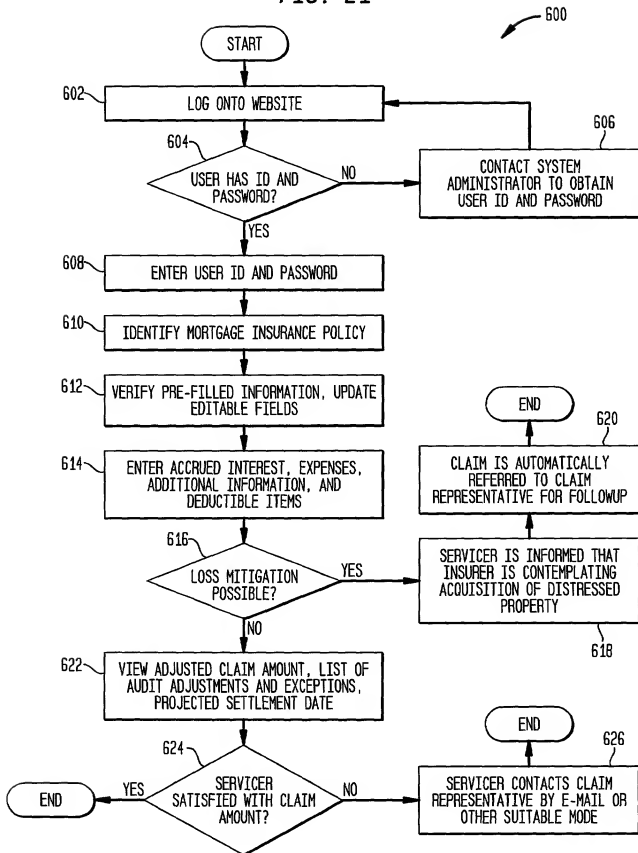 FIG. 21
600
START
602
LOG ONTO WEBSITE
604
USER HAS ID AND
PASSWORD?
NO
606
CONTACT SYSTEM
ADMINISTRATOR TO OBTAIN
USER ID AND PASSWORD
YES
608
ENTER USER ID AND PASSWORD
610
IDENTIFY MORTGAGE INSURANCE POLICY
612
VERIFY PRE-FILLED INFORMATION, UPDATE
EDITABLE FIELDS
614
ENTER ACCRUED INTEREST, EXPENSES,
ADDITIONAL INFORMATION, AND
DEDUCTIBLE ITEMS
END
620
CLAIM IS AUTOMATICALLY
REFERRED TO CLAIM
REPRESENTATIVE FOR FOLLOWUP
616
LOSS MITIGATION
POSSIBLE?
YES
SERVICER IS INFORMED THAT
INSURER IS CONTEMPLATING
ACQUISITION OF DISTRESSED
PROPERTY
618
NO
622
VIEW ADJUSTED CLAIM AMOUNT, LIST OF
AUDIT ADJUSTMENTS AND EXCEPTIONS,
PROJECTED SETTLEMENT DATE
624
SERVICER
SATISFIED WITH CLAIM
AMOUNT?
YES
END
NO
END
626
SERVICER CONTACTS CLAIM
REPRESENTATIVE BY E-MAIL OR
OTHER SUITABLE MODE